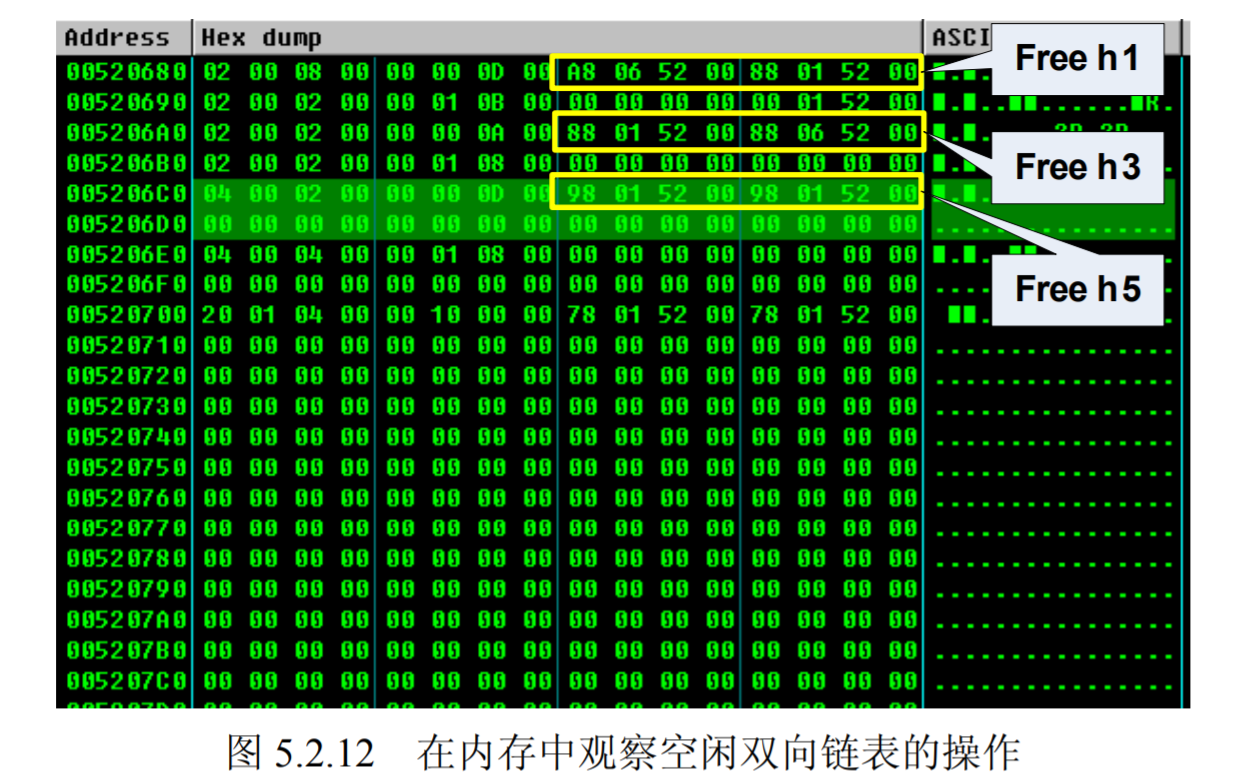 Address Hex dump ASCI
00520680 02 00 08 00 00 00 0D 00 A8 06 52 00 88 01 52 00
Free h1
00520690 02 00 02 00 00 01 0B 00 00 00 00 00 00 01 52 00 ■.■..■■......■R.
005206A0 02 00 02 00 00 00 0A 00 88 01 52 00 88 06 52 00
Free h3
005206B0 02 00 02 00 00 01 08 00 00 00 00 00 00 00 00 00
005206C0 04 00 02 00 00 00 0D 00 98 01 52 00 98 01 52 00
005206D0 00 00 00 00 00 00 00 00 00 00 00 00 00 00 00 00 ................
005206E0 04 00 04 00 00 01 08 00 00 00 00 00 00 00 00 00
005206F0 00 00 00 00 00 00 00 00 00 00 00 00 00 00 00 00
Free h5
00520700 20 01 04 00 00 10 00 00 78 01 52 00 78 01 52 00
00520710 00 00 00 00 00 00 00 00 00 00 00 00 00 00 00 00 ................
00520720 00 00 00 00 00 00 00 00 00 00 00 00 00 00 00 00 ................
00520730 00 00 00 00 00 00 00 00 00 00 00 00 00 00 00 00 ................
00520740 00 00 00 00 00 00 00 00 00 00 00 00 00 00 00 00 ................
00520750 00 00 00 00 00 00 00 00 00 00 00 00 00 00 00 00 ................
00520760 00 00 00 00 00 00 00 00 00 00 00 00 00 00 00 00 ................
00520770 00 00 00 00 00 00 00 00 00 00 00 00 00 00 00 00 ................
00520780 00 00 00 00 00 00 00 00 00 00 00 00 00 00 00 00 ................
00520790 00 00 00 00 00 00 00 00 00 00 00 00 00 00 00 00 ................
005207A0 00 00 00 00 00 00 00 00 00 00 00 00 00 00 00 00 ................
005207B0 00 00 00 00 00 00 00 00 00 00 00 00 00 00 00 00 ................
005207C0 00 00 00 00 00 00 00 00 00 00 00 00 00 00 00 00 ................
图 5.2.12 在内存中观察空闲双向链表的操作